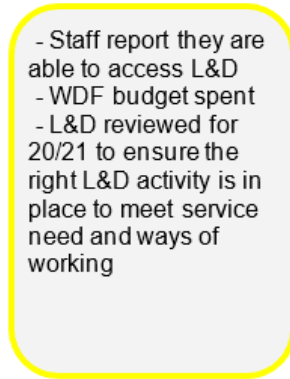 - Staff report they are
able to access L&D
- WDF budget spent
- L&D reviewed for
20/21 to ensure the
right L&D activity is in
place to meet service
need and ways of
working